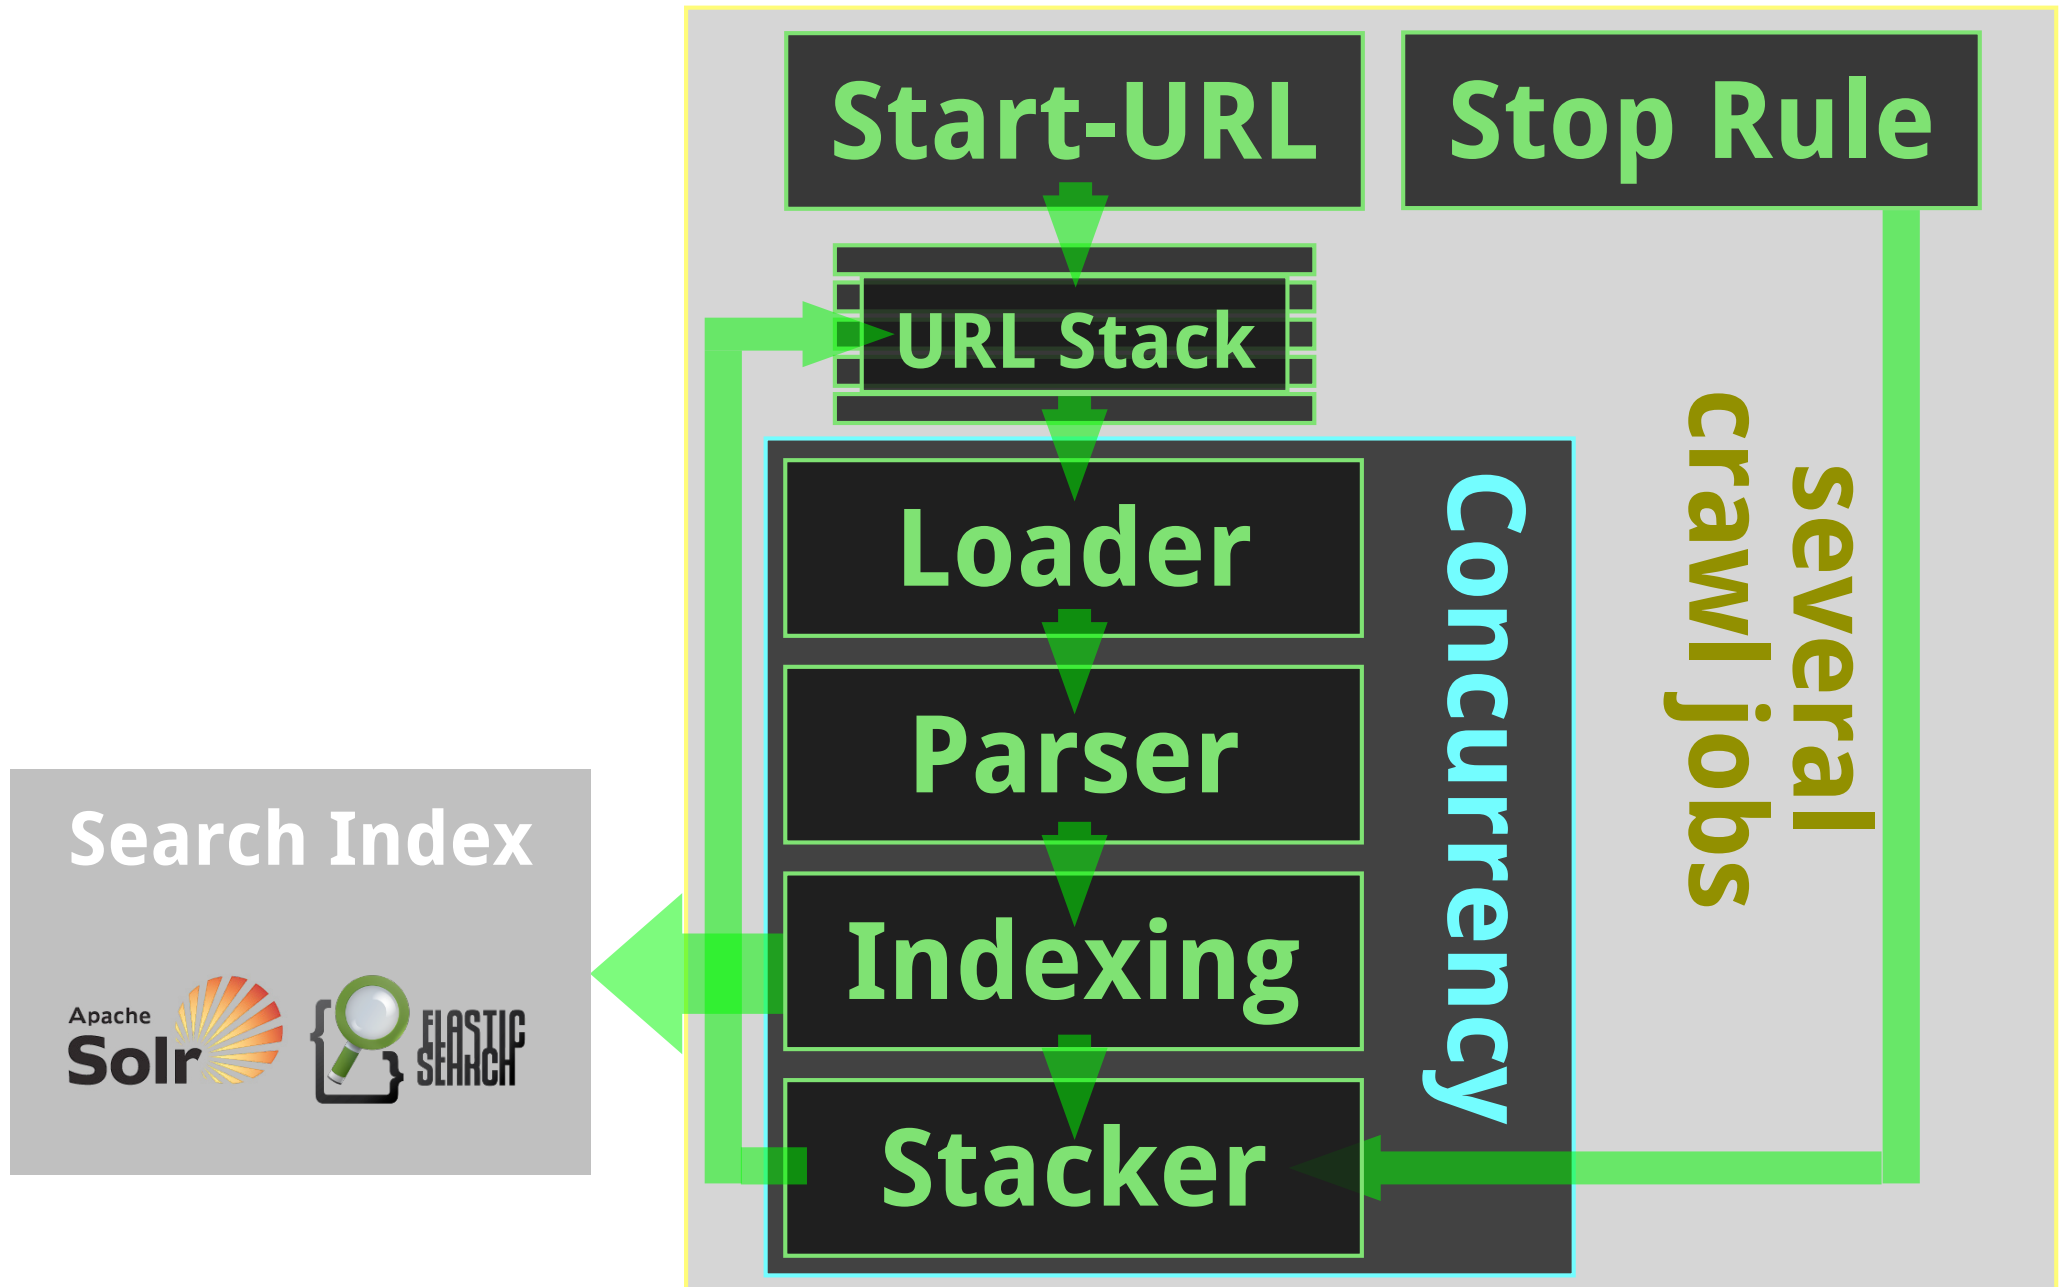 Start-URL
Stop Rule
URL Stack
Loader
Parser
Indexing
Stacker
Concurrency
several
crawl jobs
Search Index
Apache
Solr
ELASTIC
SEARCH